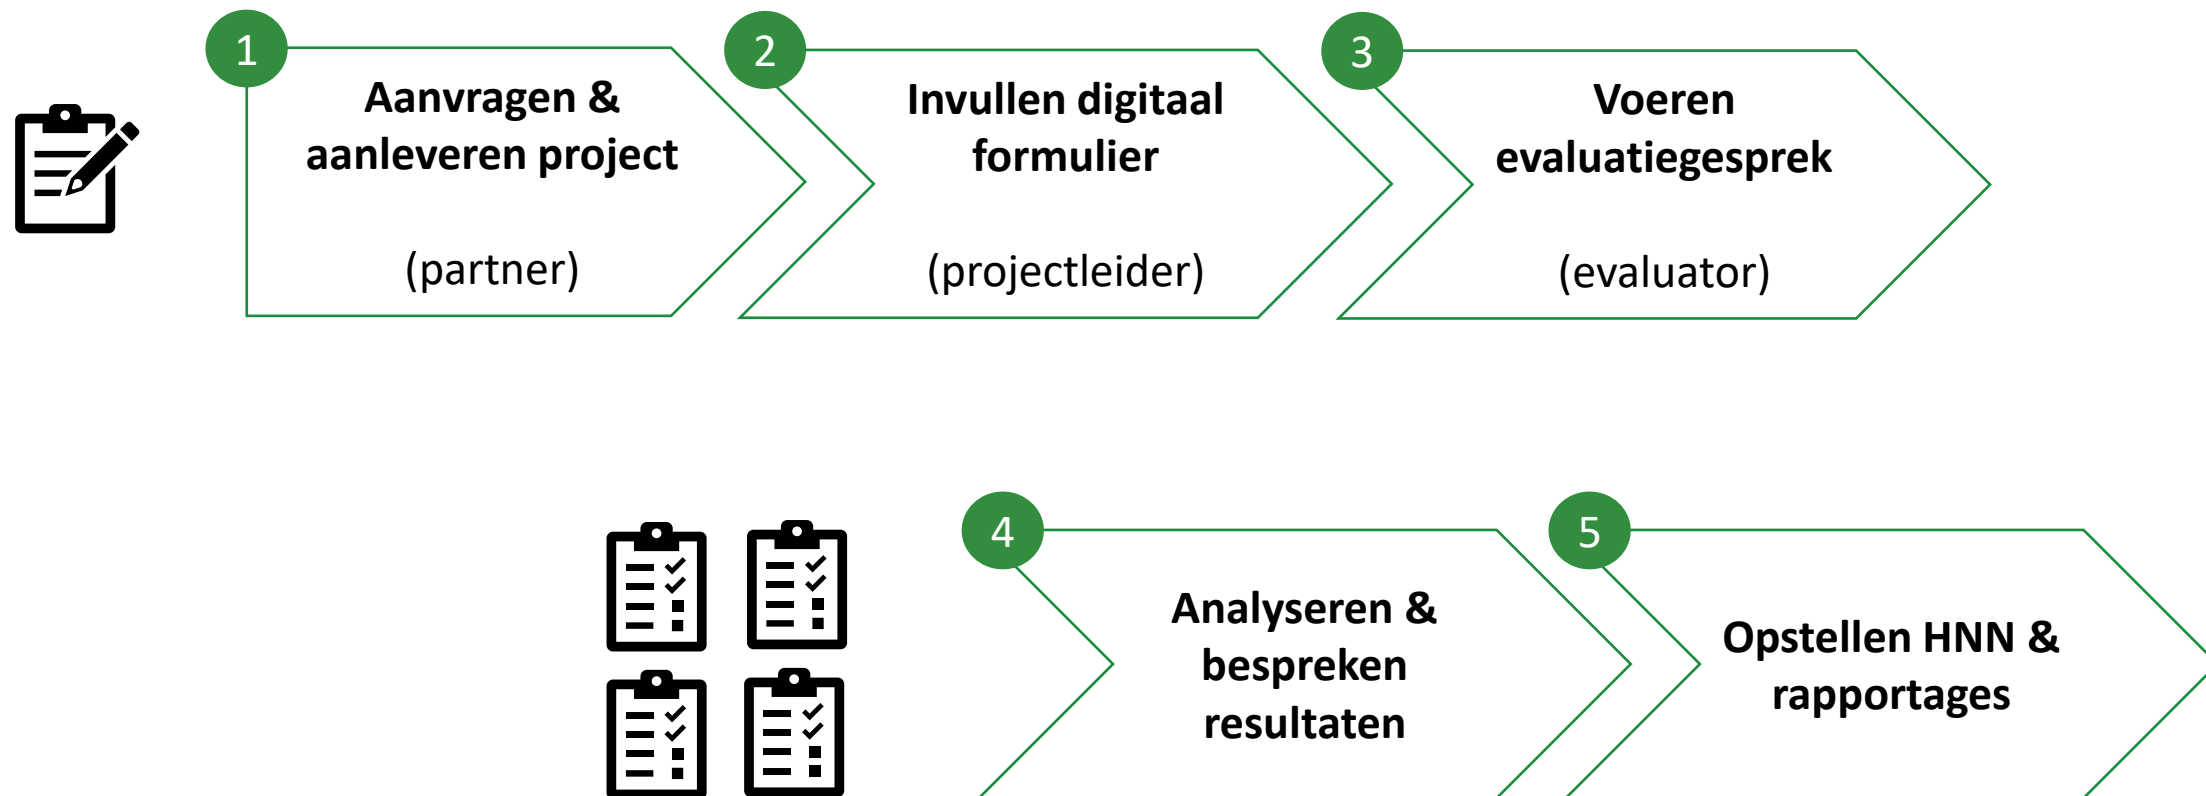 1
Aanvragen &
aanleveren project
(partner)
2
Invullen digitaal
formulier
(projectleider)
3
Voeren
evaluatiegesprek
(evaluator)
4
Analyseren &
bespreken
resultaten
5
Opstellen HNN &
rapportages